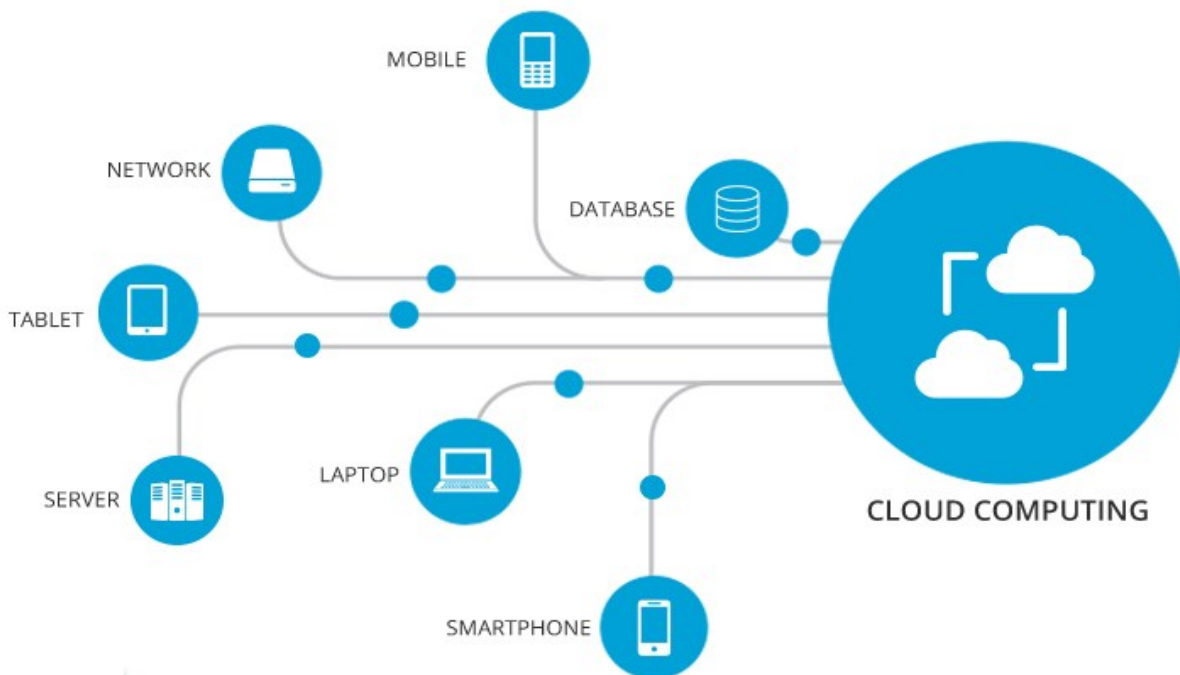 MOBILE
NETWORK
DATABASE
TABLET
LAPTOP
SERVER
CLOUD COMPUTING
SMARTPHONE